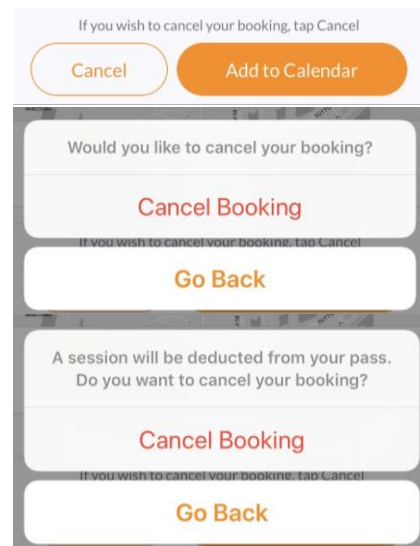 If you wish to cancel your booking, tap Cancel
Cancel Add to Calendar
Would you like to cancel your booking?
Cancel Booking
If you wish to cancel your booking, tap Cancel
Go Back
A session will be deducted from your pass.
Do you want to cancel your booking?
Cancel Booking
If you wish to cancel your booking, tap Cancel
Go Back